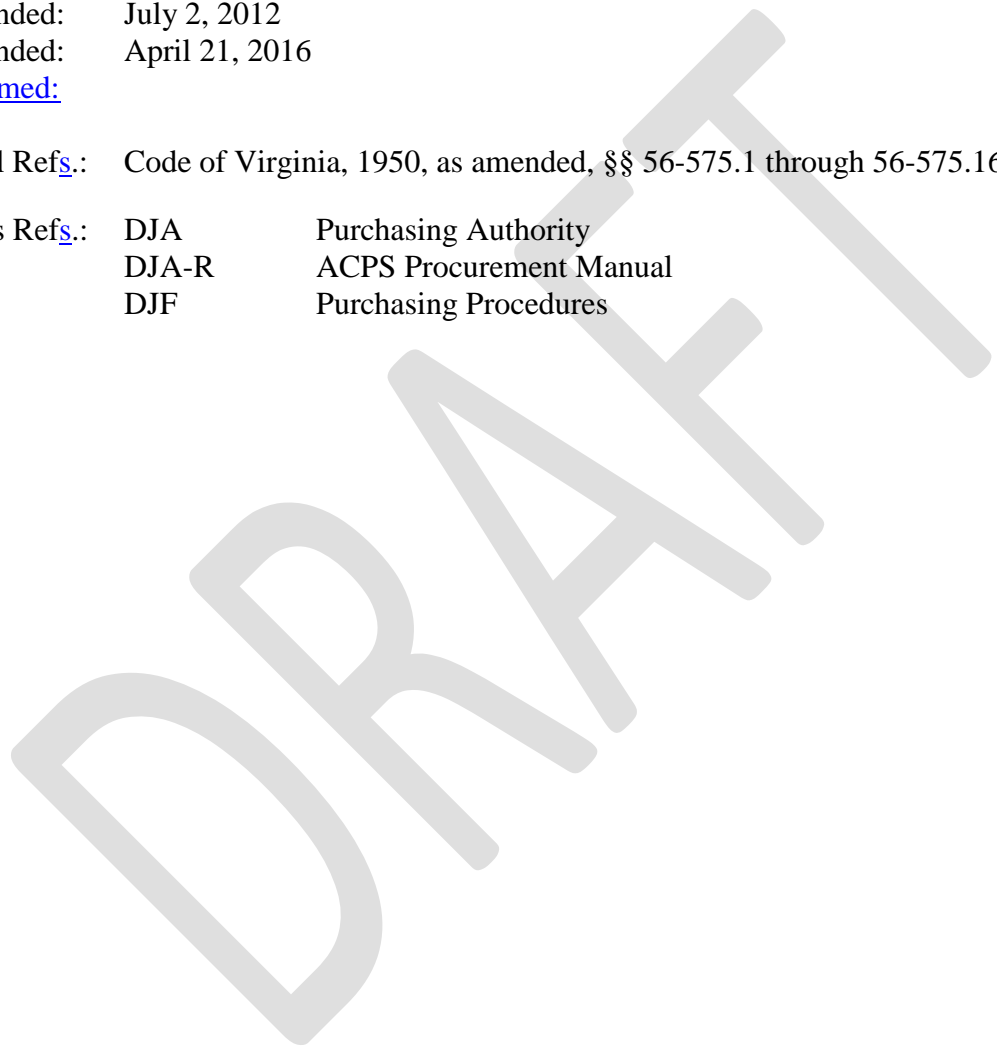 nded: July 2, 2012
nded: April 21, 2016
med:
l Refs.: Code of Virginia, 1950, as amended, §§ 56-575.1 through 56-575.16
s Refs.: DJA Purchasing Authority
DJA-R ACPS Procurement Manual
DJF Purchasing Procedures
DRAFT